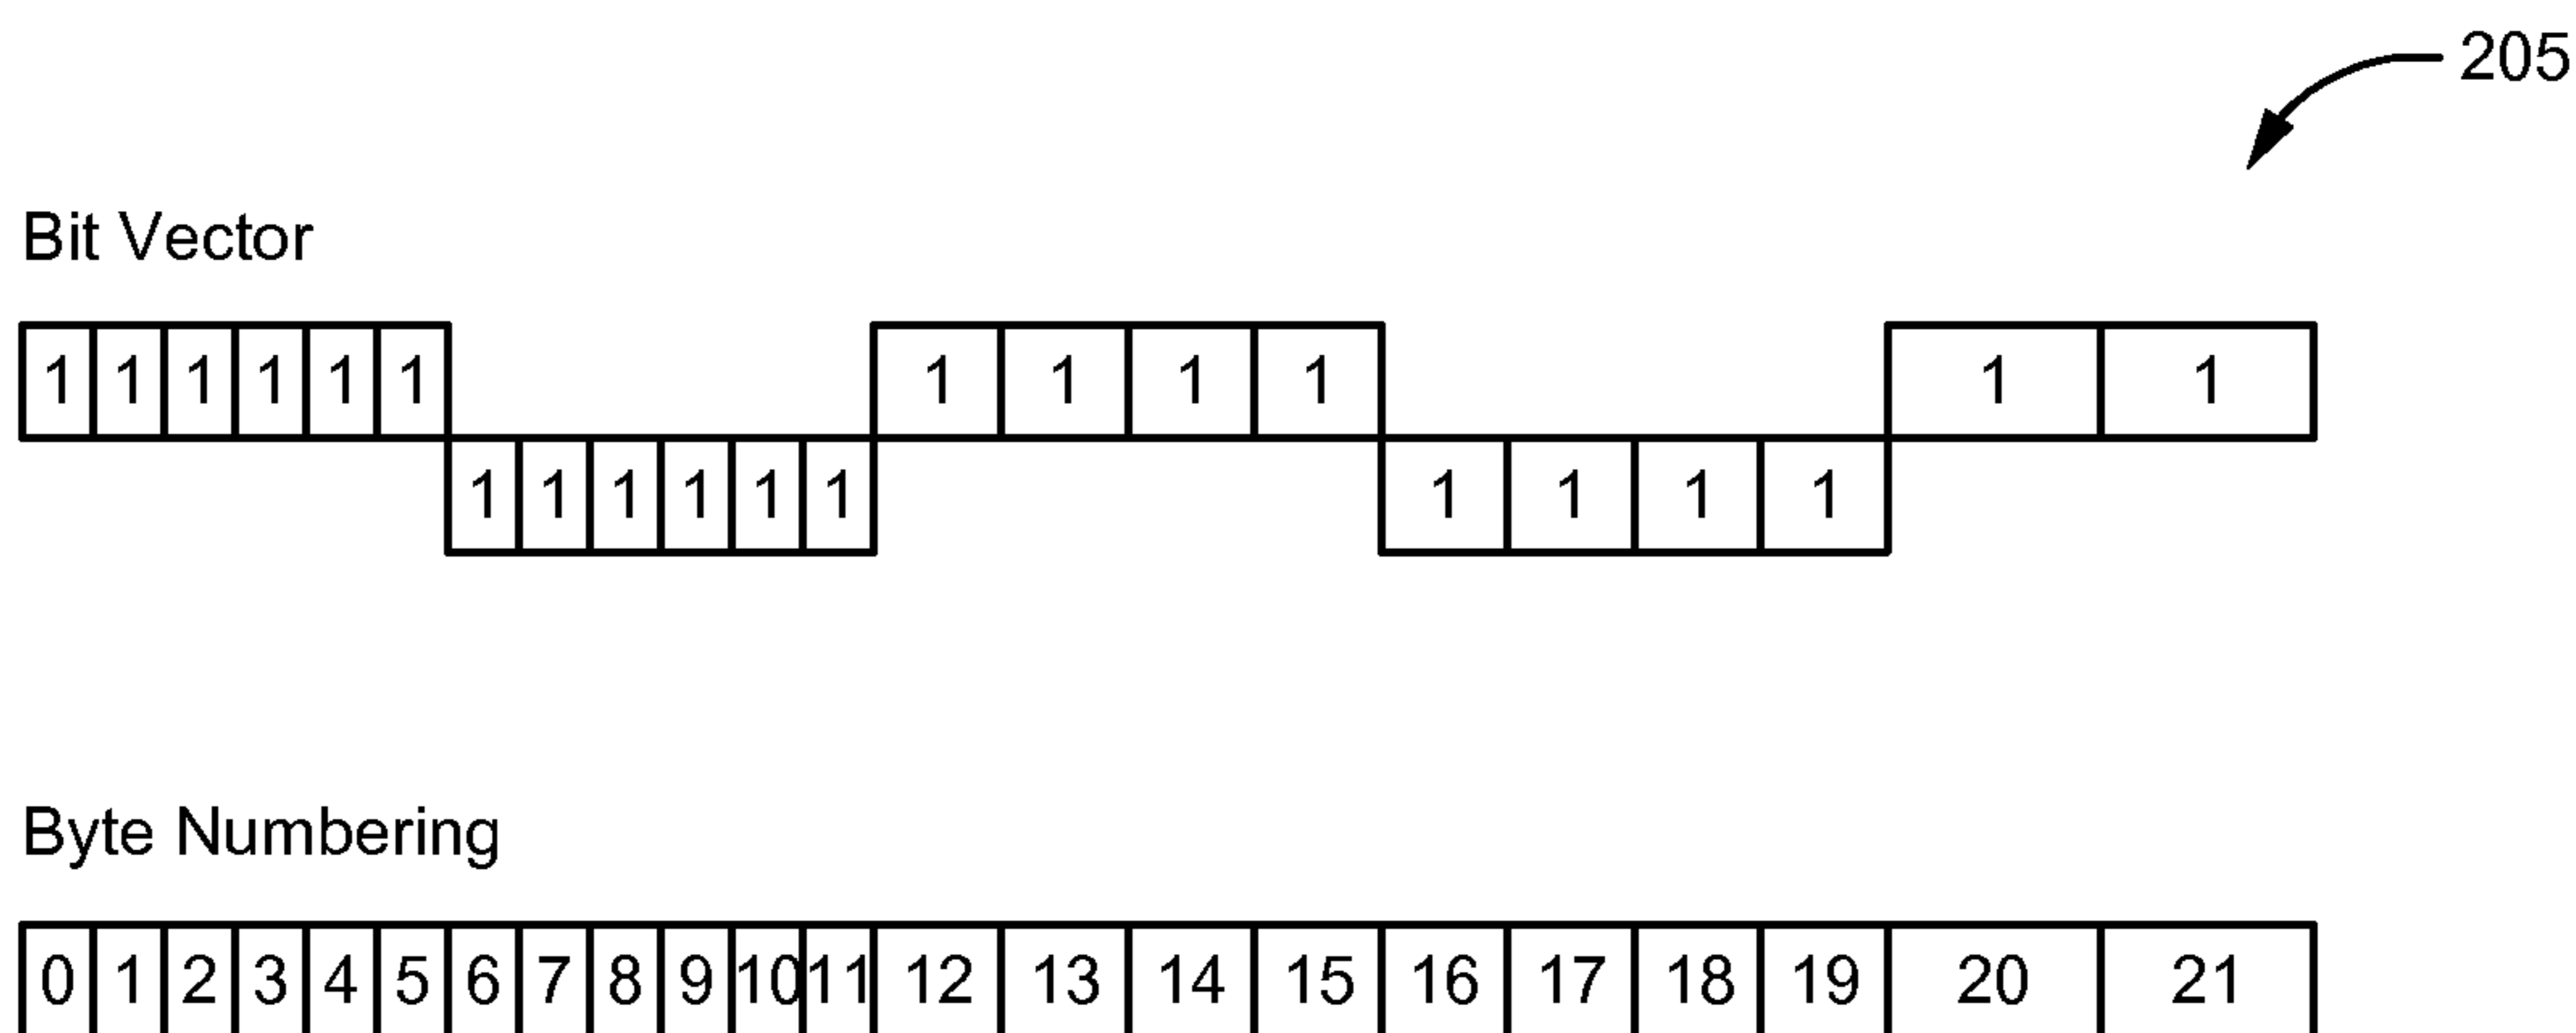 205
Bit Vector
1 1 1 1 1 1 1 1 1 1 1 1
1 1 1 1 1 1 1 1 1 1
Byte Numbering
0 1 2 3 4 5 6 7 8 9 10 11 12 13 14 15 16 17 18 19 20 21